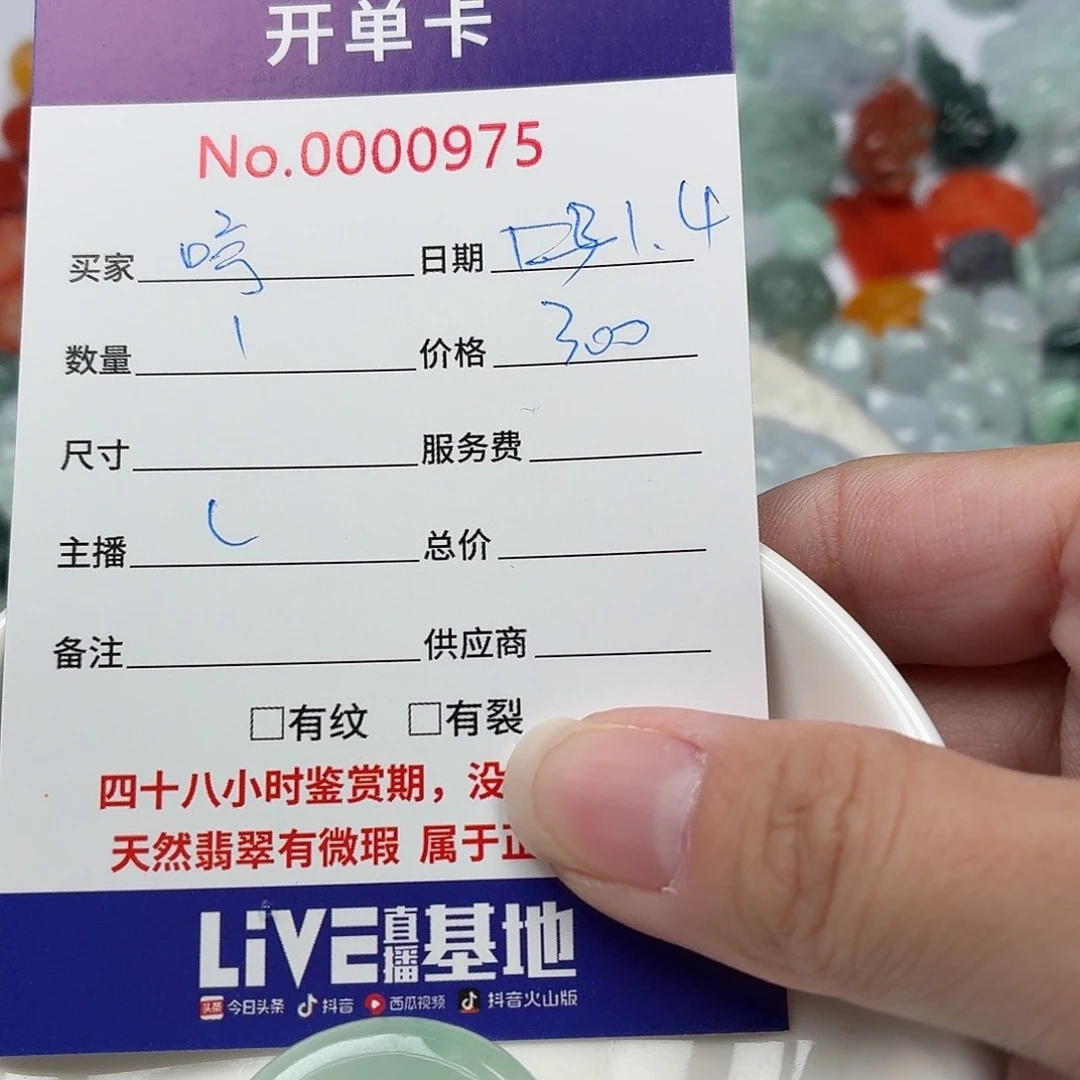 开单卡
No.0000975
买家 哼 日期 1.4
数量 1 价格 300
尺寸 服务费
主播 L 总价
备注 供应商
□有纹 □有裂
四十八小时鉴赏期，没
天然翡翠有微瑕 属于正
LiVE直播基地
头条 今日头条 抖音 西瓜视频 抖音火山版